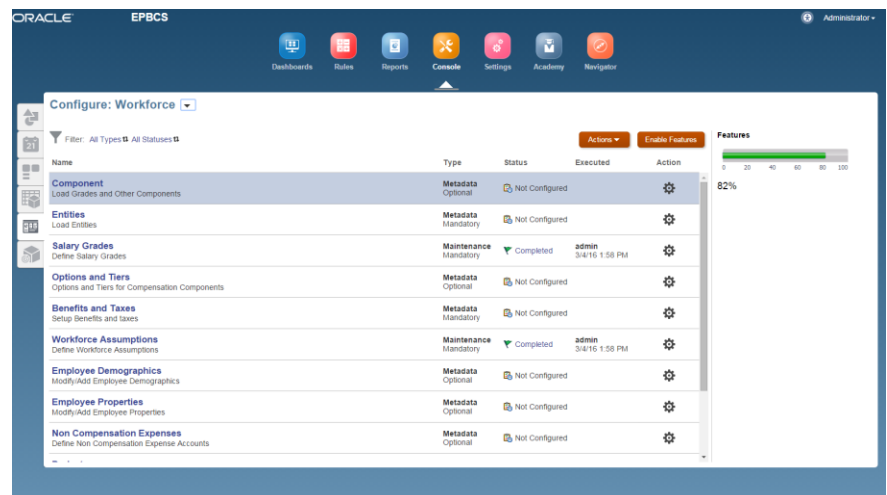 ORACLE EPBCS Administrator
Dashboards Rules Reports Console Settings Academy Navigator
Configure: Workforce
21
Filter: All Types All Statuses Actions Enable Features Features
0 20 40 60 80 100
82%
Name Type Status Executed Action
Component Metadata
Load Grades and Other Components Optional Not Configured
Entities Metadata
Load Entities Mandatory Not Configured
Salary Grades Maintenance Completed admin
Define Salary Grades Mandatory 3/4/16 1:58 PM
Options and Tiers Metadata
Options and Tiers for Compensation Components Optional Not Configured
Benefits and Taxes Metadata
Setup Benefits and taxes Mandatory Not Configured
Workforce Assumptions Maintenance Completed admin
Define Workforce Assumptions Mandatory 3/4/16 1:58 PM
Employee Demographics Metadata
Modify/Add Employee Demographics Optional Not Configured
Employee Properties Metadata
Modify/Add Employee Properties Optional Not Configured
Non Compensation Expenses Metadata
Define Non Compensation Expense Accounts Optional Not Configured